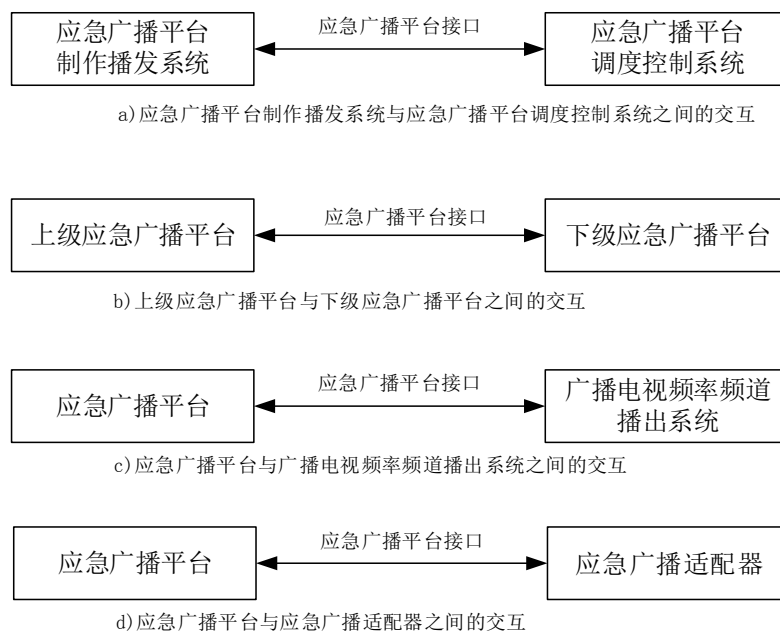 应急广播平台
制作播发系统
应急广播平台接口
应急广播平台
调度控制系统
a)应急广播平台制作播发系统与应急广播平台调度控制系统之间的交互
上级应急广播平台
应急广播平台接口
下级应急广播平台
b)上级应急广播平台与下级应急广播平台之间的交互
应急广播平台
应急广播平台接口
广播电视频率频道
播出系统
c)应急广播平台与广播电视频率频道播出系统之间的交互
应急广播平台
应急广播平台接口
应急广播适配器
d)应急广播平台与应急广播适配器之间的交互